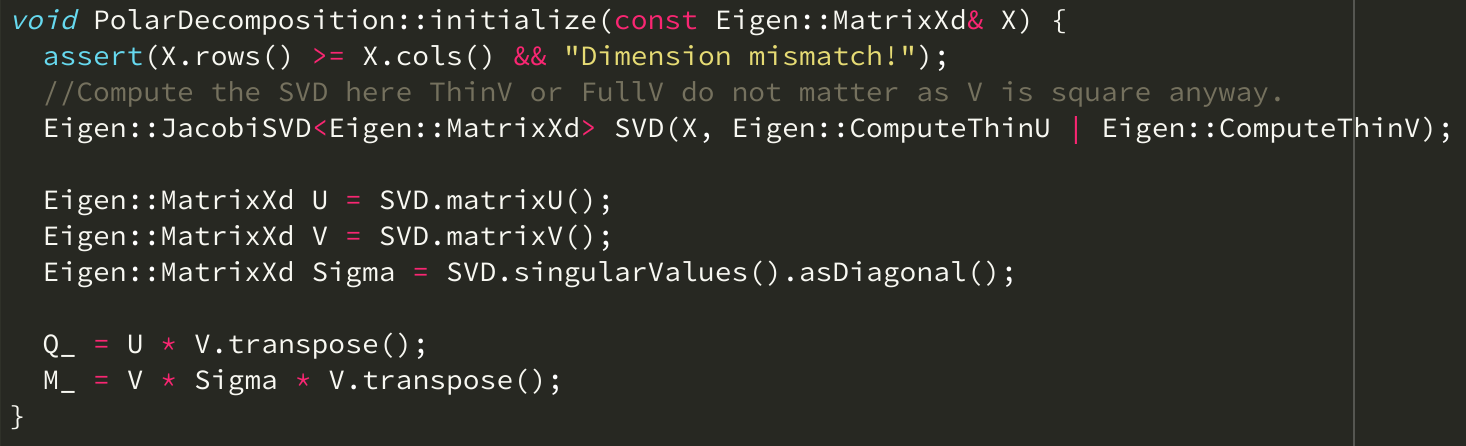 void PolarDecomposition::initialize(const Eigen::MatrixXd& X) {
  assert(X.rows() >= X.cols() && "Dimension mismatch!");
  //Compute the SVD here ThinV or FullV do not matter as V is square anyway.
  Eigen::JacobiSVD<Eigen::MatrixXd> SVD(X, Eigen::ComputeThinU | Eigen::ComputeThinV);
  Eigen::MatrixXd U = SVD.matrixU();
  Eigen::MatrixXd V = SVD.matrixV();
  Eigen::MatrixXd Sigma = SVD.singularValues().asDiagonal();
  Q_ = U * V.transpose();
  M_ = V * Sigma * V.transpose();
}